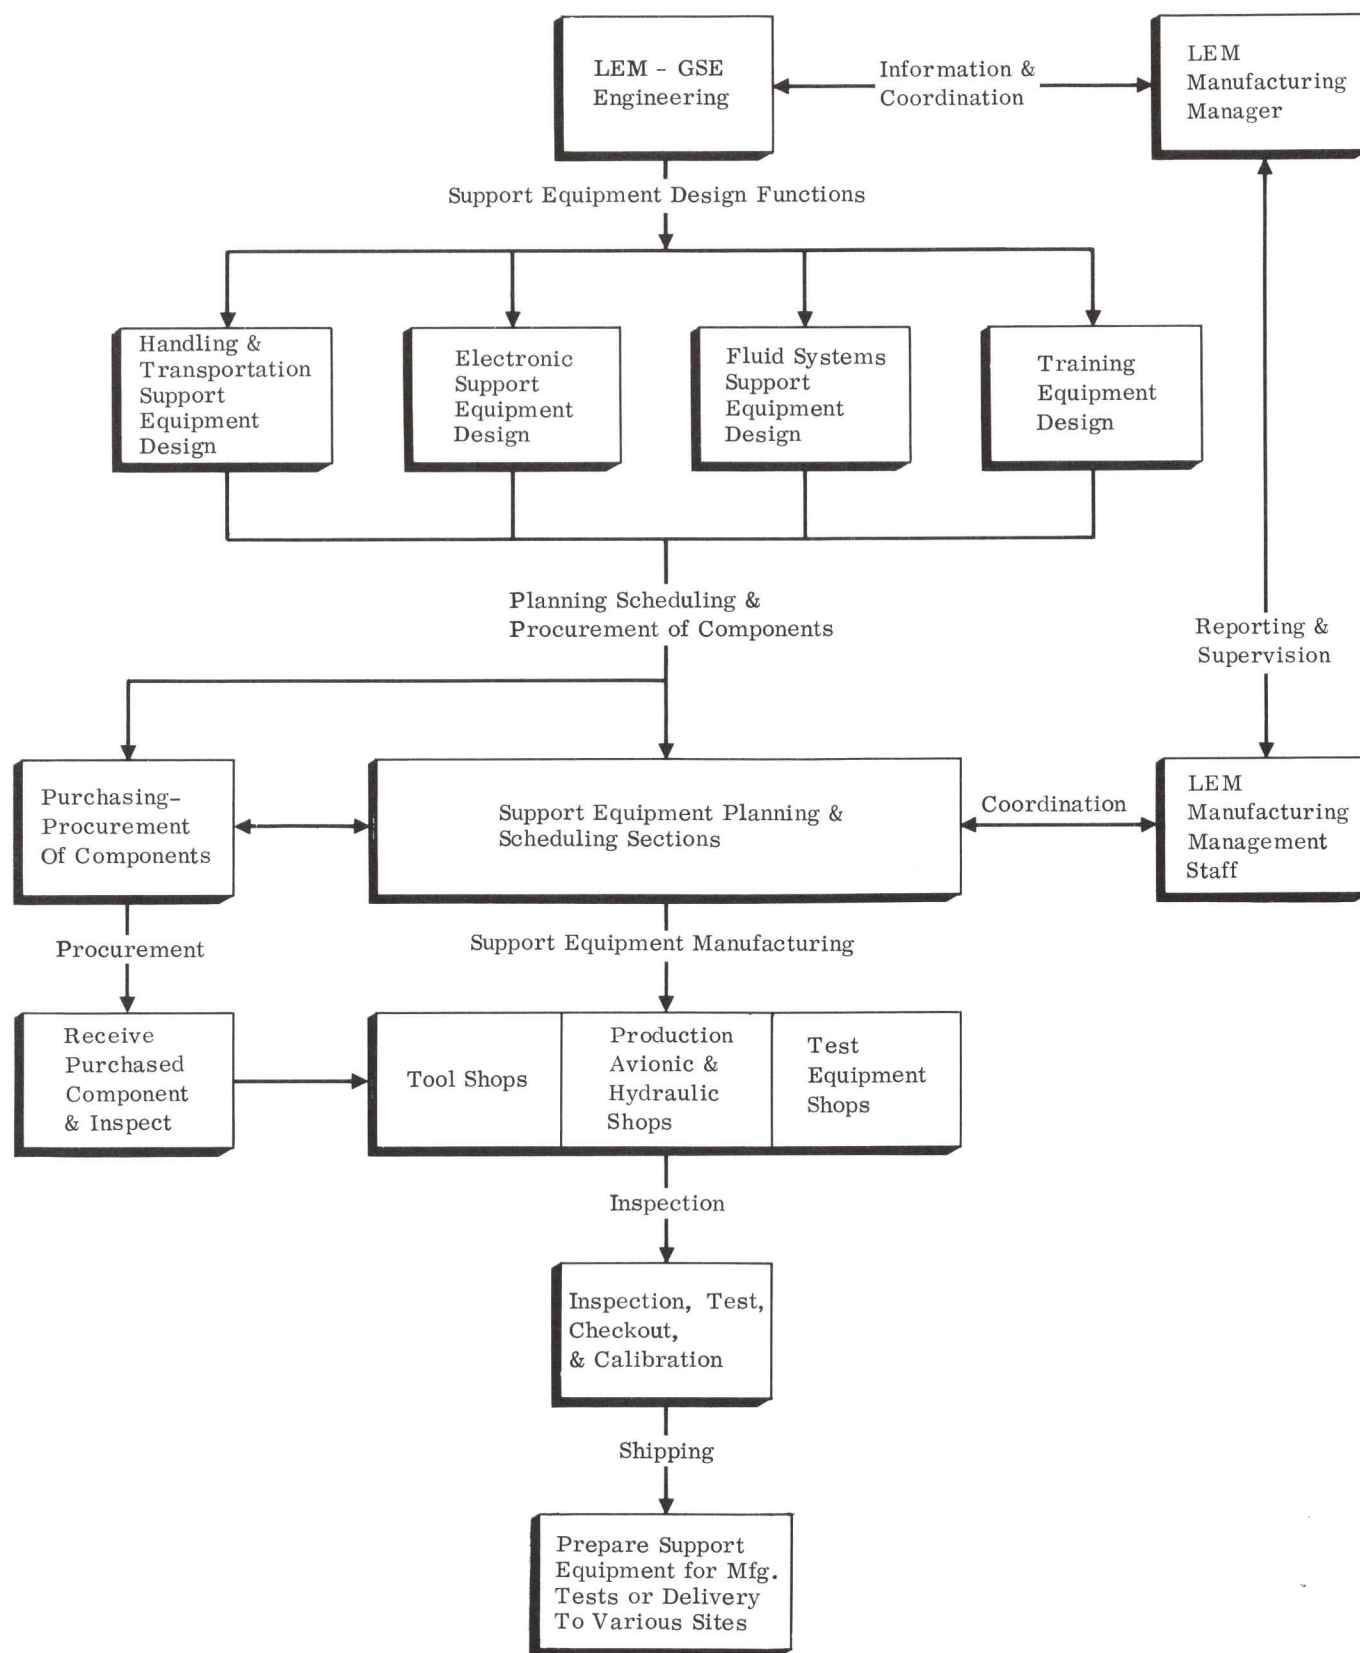 LEM - GSE
Engineering
Information &
Coordination
LEM
Manufacturing
Manager
Support Equipment Design Functions
Handling &
Transportation
Support
Equipment
Design
Electronic
Support
Equipment
Design
Fluid Systems
Support
Equipment
Design
Training
Equipment
Design
Planning Scheduling &
Procurement of Components
Reporting &
Supervision
Purchasing-
Procurement
Of Components
Support Equipment Planning &
Scheduling Sections
Coordination
LEM
Manufacturing
Management
Staff
Procurement
Support Equipment Manufacturing
Receive
Purchased
Component
& Inspect
Tool Shops
Production
Avionic &
Hydraulic
Shops
Test
Equipment
Shops
Inspection
Inspection, Test,
Checkout,
& Calibration
Shipping
Prepare Support
Equipment for Mfg.
Tests or Delivery
To Various Sites